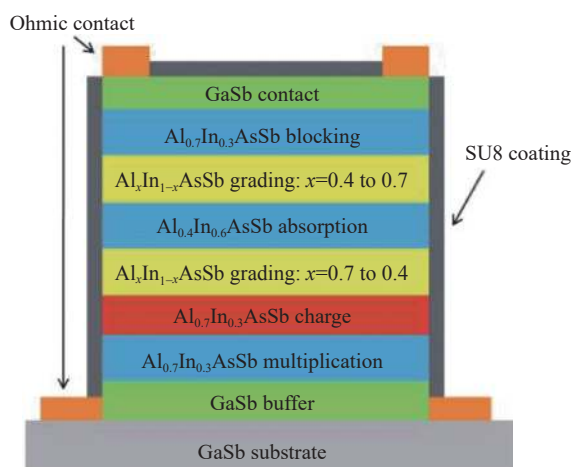 Ohmic contact
GaSb contact
Al₀.₇In₀.₃AsSb blocking
SU8 coating
AlₓIn₁₋ₓAsSb grading: x=0.4 to 0.7
Al₀.₄In₀.₆AsSb absorption
AlₓIn₁₋ₓAsSb grading: x=0.7 to 0.4
Al₀.₇In₀.₃AsSb charge
Al₀.₇In₀.₃AsSb multiplication
GaSb buffer
GaSb substrate